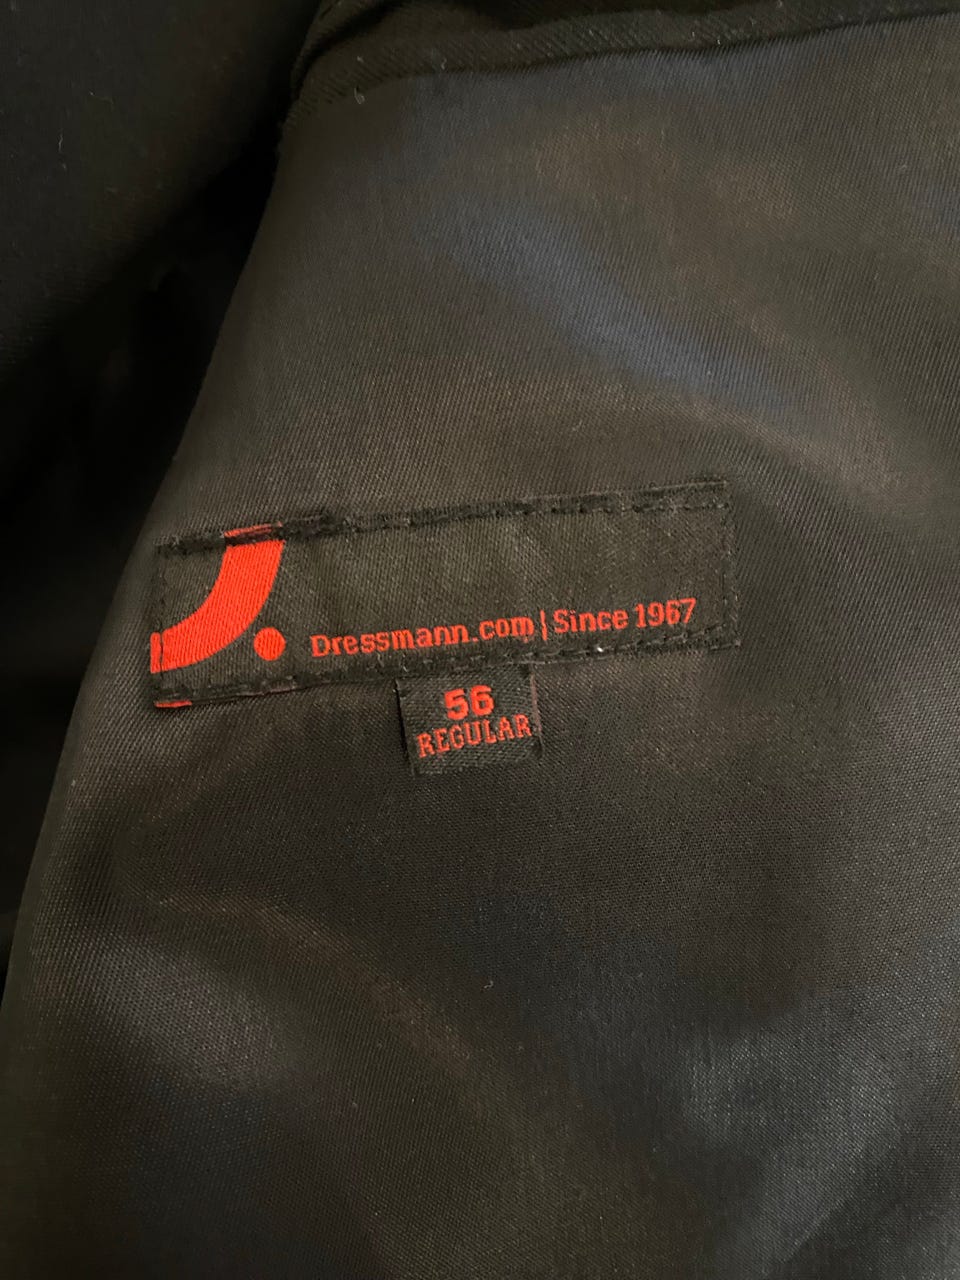 Dressmann.com | Since 1967
56
REGULAR